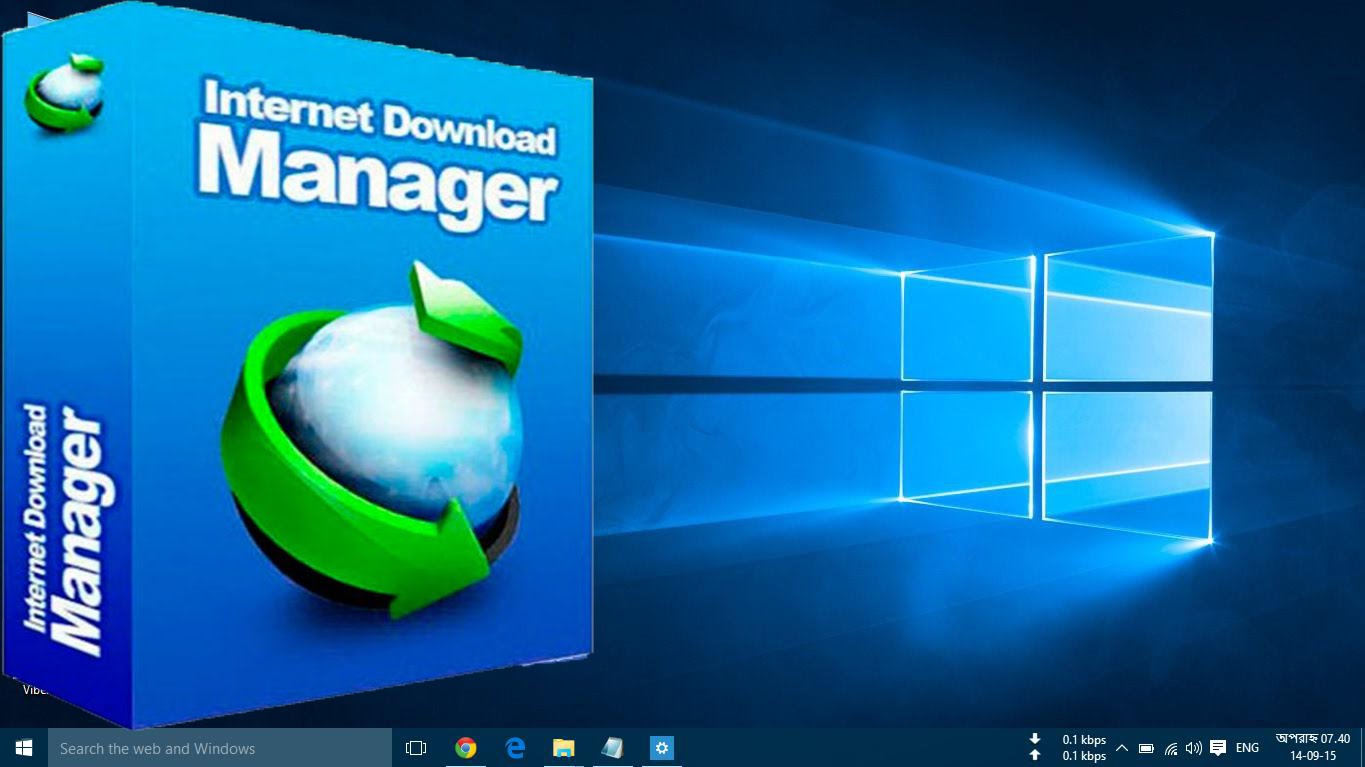 Internet Download
Manager
Internet Download
Manager
Search the web and Windows
0.1 kbps
0.1 kbps
ENG
অপরাহ্ন 07.40
14-09-15